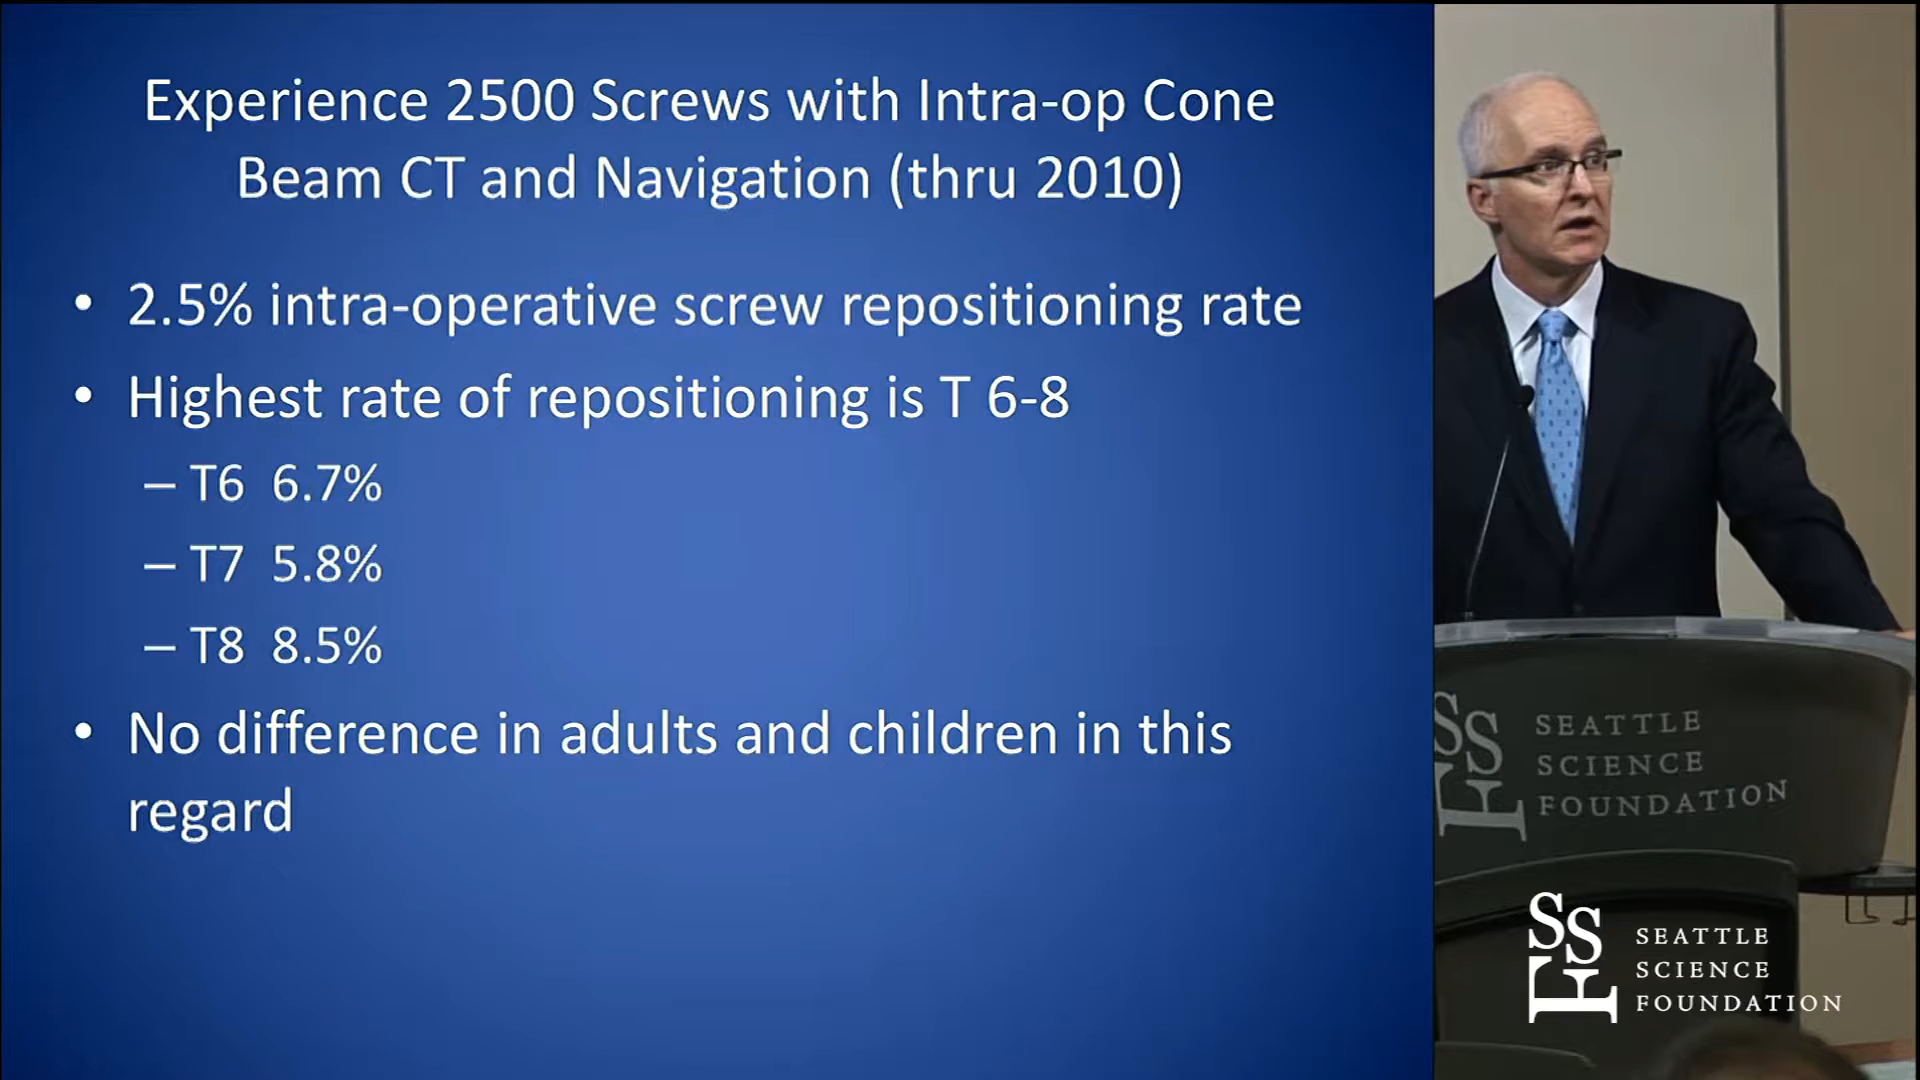 Experience 2500 Screws with Intra-op Cone
Beam CT and Navigation (thru 2010)
• 2.5% intra-operative screw repositioning rate
• Highest rate of repositioning is T 6-8
– T6 6.7%
– T7 5.8%
– T8 8.5%
• No difference in adults and children in this
regard
SSF
SEATTLE
SCIENCE
FOUNDATION
SSF
SEATTLE
SCIENCE
FOUNDATION